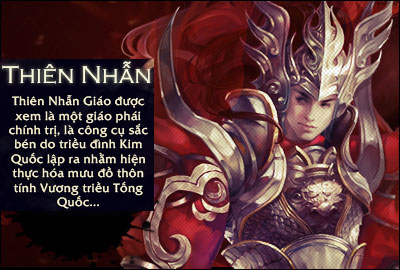 THIÊN NHẪN
Thiên Nhẫn Giáo được
xem là một giáo phái
chính trị, là công cụ sắc
bén do triều đình Kim
Quốc lập ra nhằm hiện
thực hóa mưu đồ thôn
tính Vương triều Tống
Quốc...